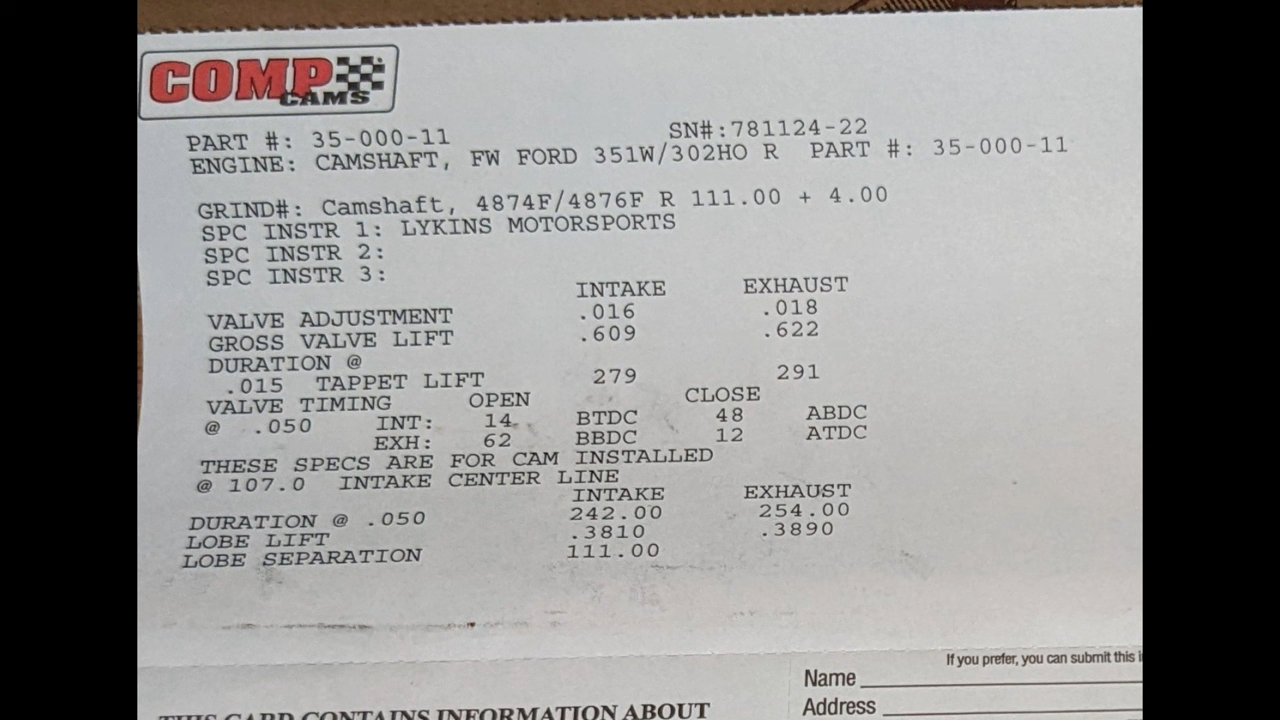 COMP
CAMS
PART #: 35-000-11 SN#:781124-22
ENGINE: CAMSHAFT, FW FORD 351W/302HO R PART #: 35-000-11
GRIND#: Camshaft, 4874F/4876F R 111.00 + 4.00
SPC INSTR 1: LYKINS MOTORSPORTS
SPC INSTR 2:
SPC INSTR 3:
INTAKE EXHAUST
VALVE ADJUSTMENT .016 .018
GROSS VALVE LIFT .609 .622
DURATION @
.015 TAPPET LIFT 279 291
VALVE TIMING OPEN CLOSE
@ .050 INT: 14 BTDC 48 ABDC
EXH: 62 BBDC 12 ATDC
THESE SPECS ARE FOR CAM INSTALLED
@ 107.0 INTAKE CENTER LINE
INTAKE EXHAUST
DURATION @ .050 242.00 254.00
LOBE LIFT .3810 .3890
LOBE SEPARATION 111.00
If you prefer, you can submit this
Name
Address
THIS CARD CONTAINS INFORMATION ABOUT